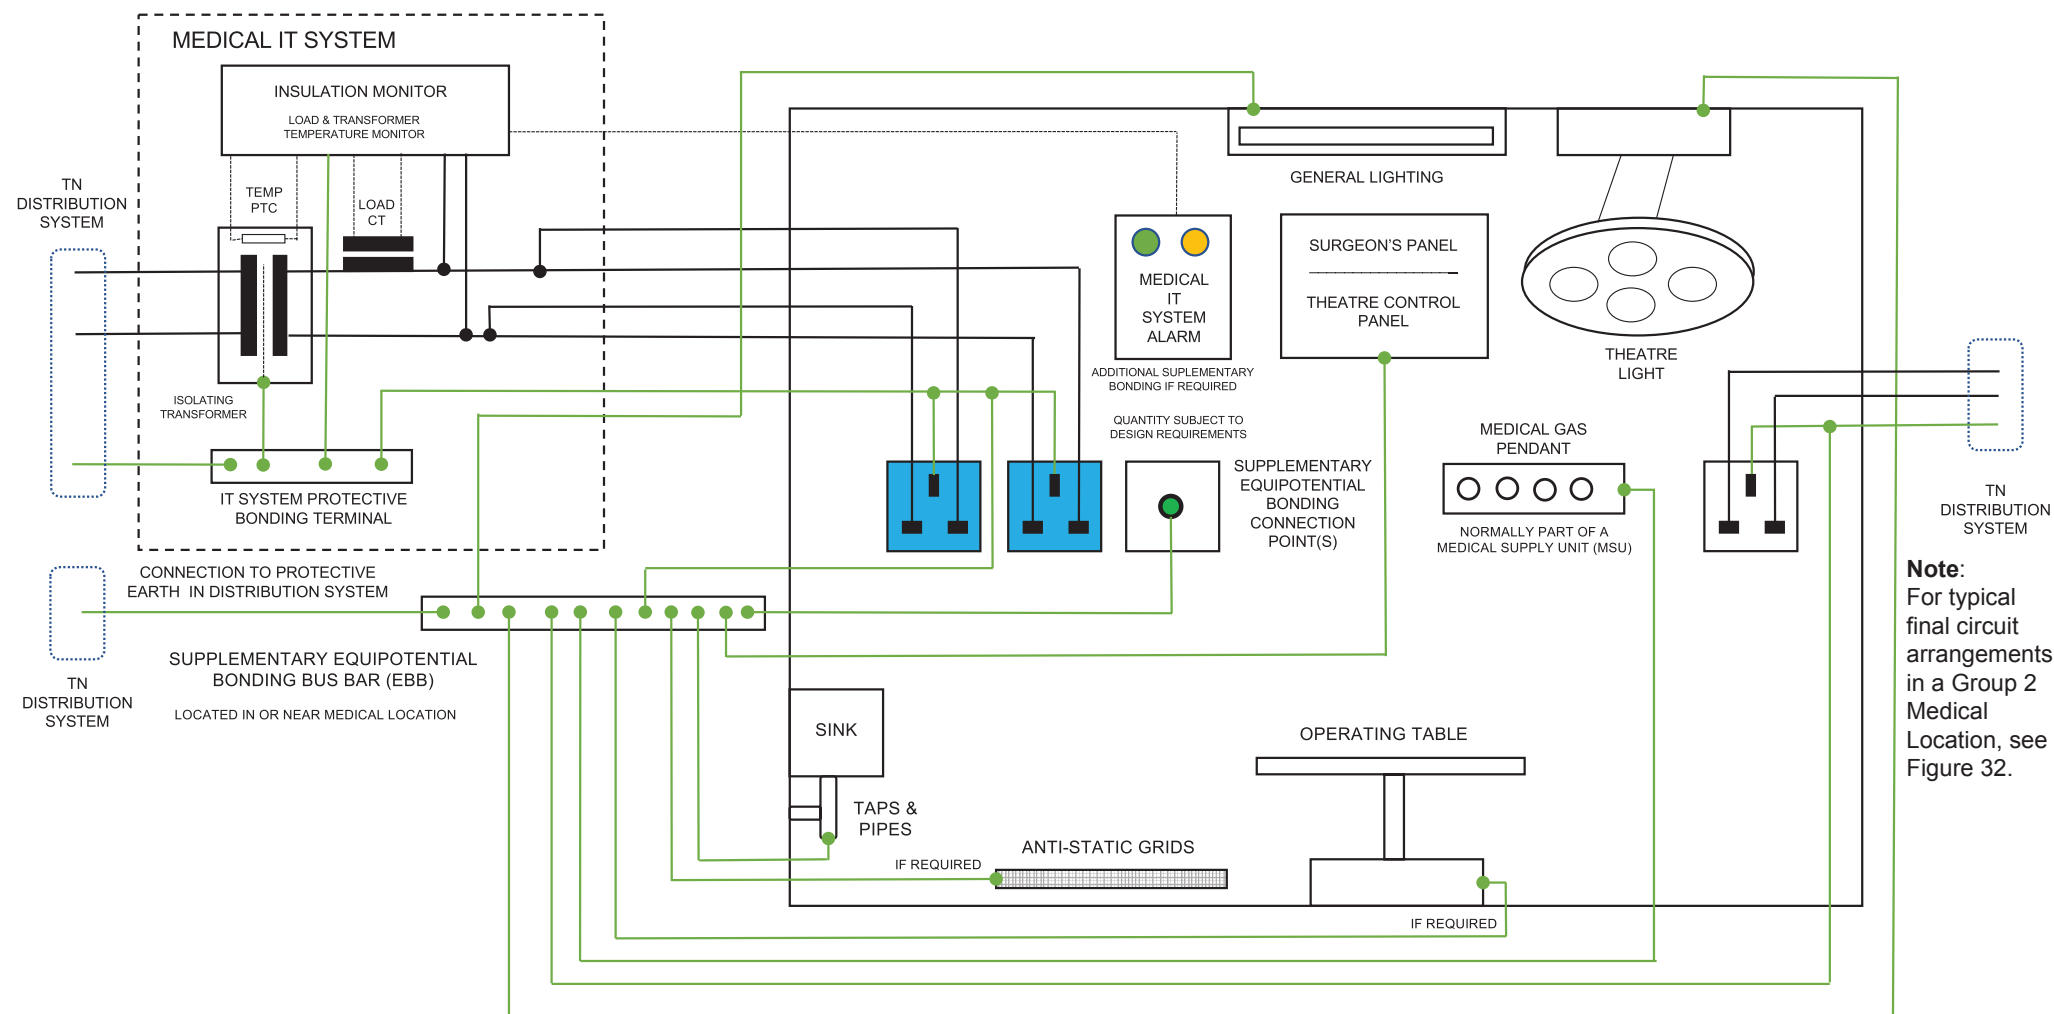 MEDICAL IT SYSTEM
INSULATION MONITOR
LOAD & TRANSFORMER
TEMPERATURE MONITOR
TN
DISTRIBUTION
SYSTEM
TEMP
PTC
LOAD
CT
ISOLATING
TRANSFORMER
IT SYSTEM PROTECTIVE
BONDING TERMINAL
CONNECTION TO PROTECTIVE
EARTH IN DISTRIBUTION SYSTEM
TN
DISTRIBUTION
SYSTEM
SUPPLEMENTARY EQUIPOTENTIAL
BONDING BUS BAR (EBB)
LOCATED IN OR NEAR MEDICAL LOCATION
GENERAL LIGHTING
MEDICAL
IT
SYSTEM
ALARM
ADDITIONAL SUPLEMENTARY
BONDING IF REQUIRED
QUANTITY SUBJECT TO
DESIGN REQUIREMENTS
SURGEON'S PANEL
THEATRE CONTROL
PANEL
THEATRE
LIGHT
SUPPLEMENTARY
EQUIPOTENTIAL
BONDING
CONNECTION
POINT(S)
MEDICAL GAS
PENDANT
NORMALLY PART OF A
MEDICAL SUPPLY UNIT (MSU)
TN
DISTRIBUTION
SYSTEM
Note:
For typical
final circuit
arrangements
in a Group 2
Medical
Location, see
Figure 32.
SINK
TAPS &
PIPES
IF REQUIRED
ANTI-STATIC GRIDS
OPERATING TABLE
IF REQUIRED